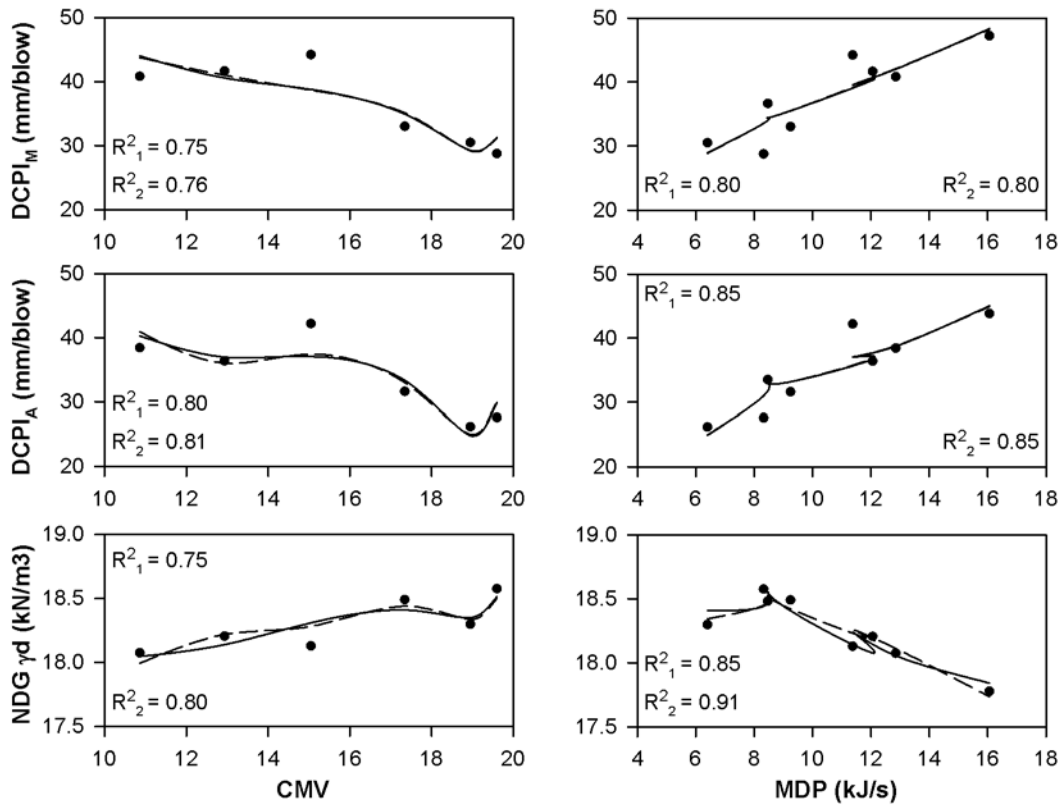 50
40
30
20
DCPI_M (mm/blow)
R²₁ = 0.75
R²₂ = 0.76
10 12 14 16 18 20
50
40
30
20
R²₁ = 0.80
R²₂ = 0.80
4 6 8 10 12 14 16 18
50
40
30
20
DCPI_A (mm/blow)
R²₁ = 0.80
R²₂ = 0.81
10 12 14 16 18 20
50
40
30
20
R²₁ = 0.85
R²₂ = 0.85
4 6 8 10 12 14 16 18
19.0
18.5
18.0
17.5
NDG γd (kN/m3)
R²₁ = 0.75
R²₂ = 0.80
10 12 14 16 18 20
CMV
19.0
18.5
18.0
17.5
R²₁ = 0.85
R²₂ = 0.91
4 6 8 10 12 14 16 18
MDP (kJ/s)